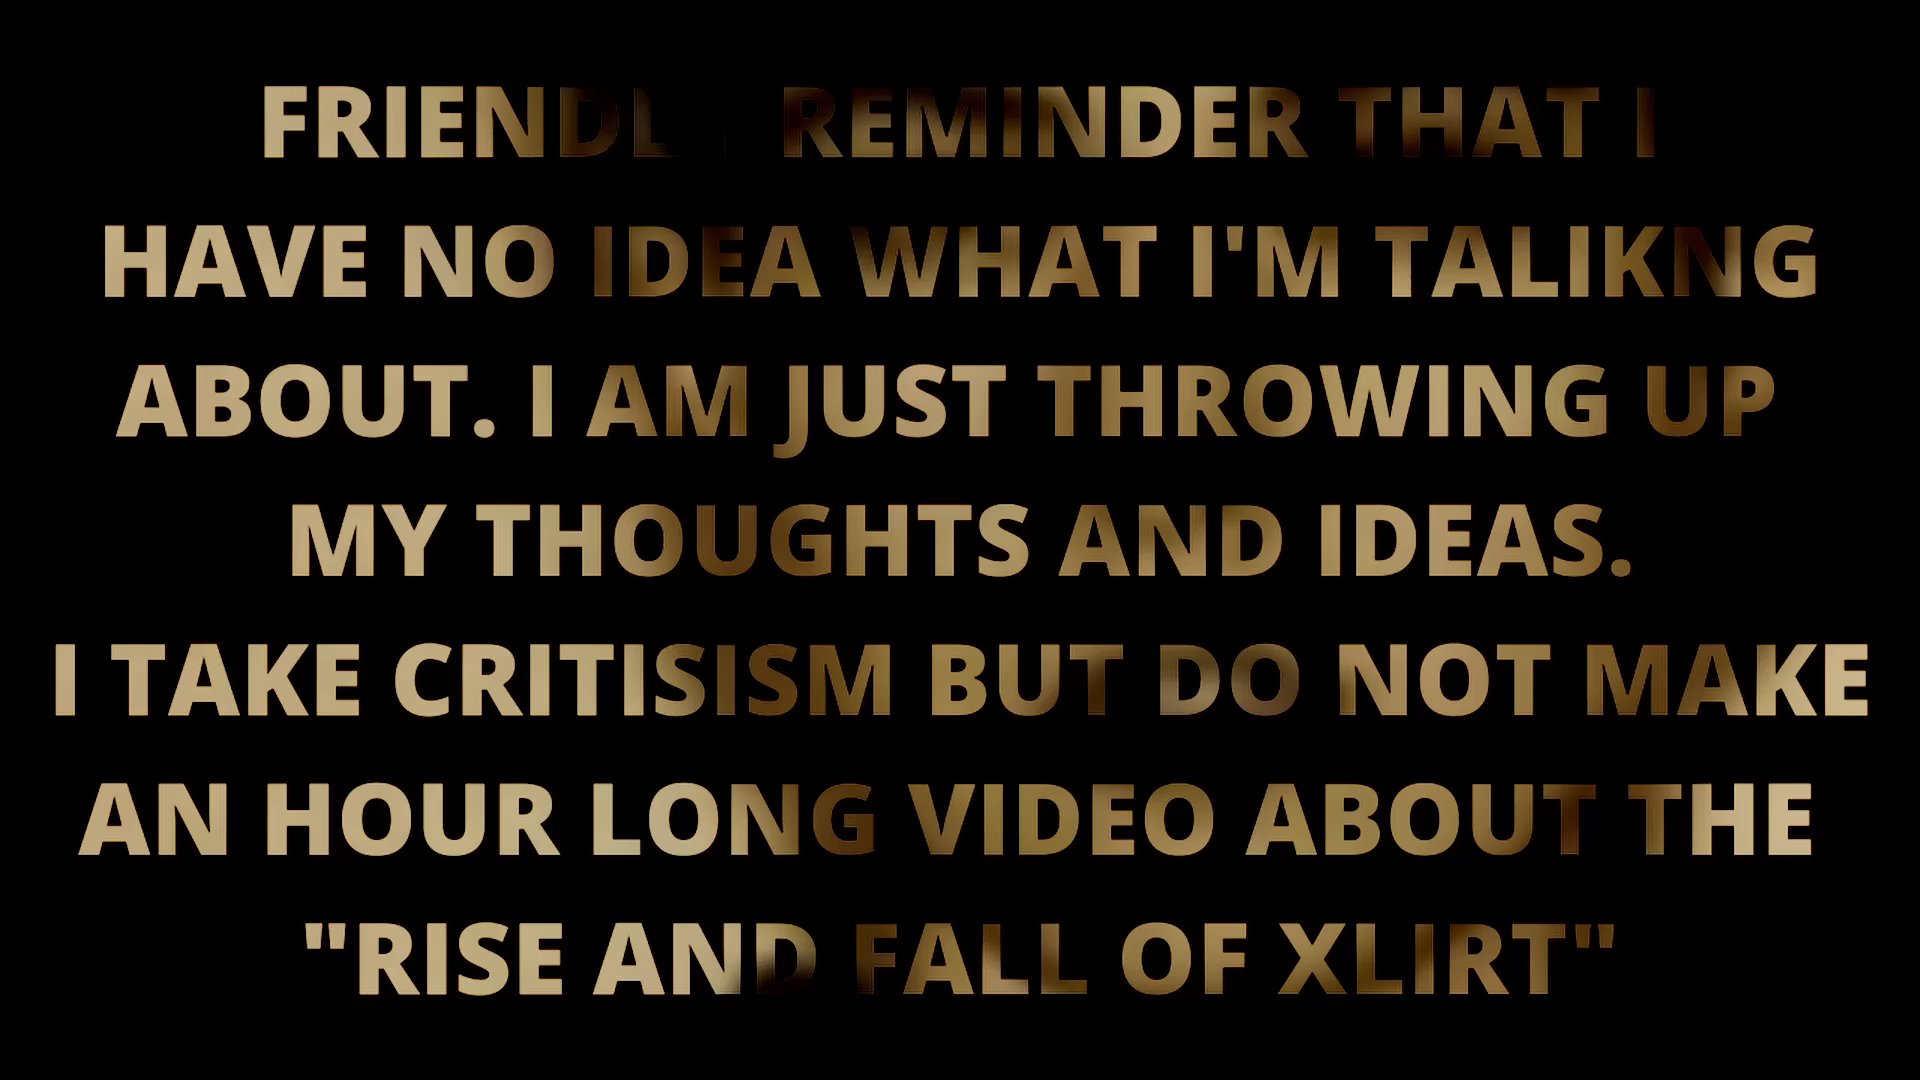 FRIENDLY REMINDER THAT I
HAVE NO IDEA WHAT I'M TALIKNG
ABOUT. I AM JUST THROWING UP
MY THOUGHTS AND IDEAS.
I TAKE CRITISISM BUT DO NOT MAKE
AN HOUR LONG VIDEO ABOUT THE
"RISE AND FALL OF XLIRT"